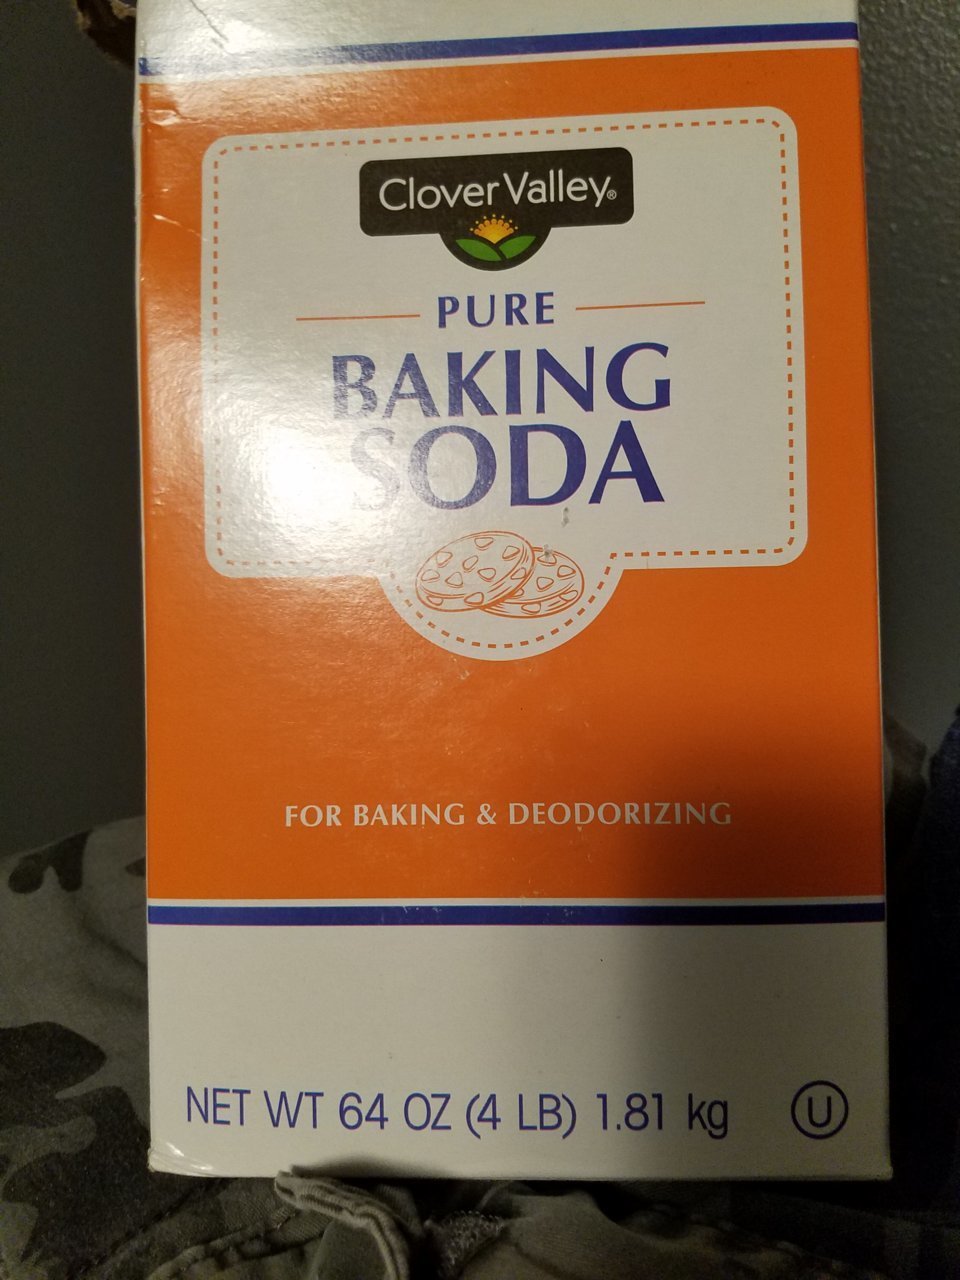 Clover Valley®
PURE
BAKING
SODA
FOR BAKING & DEODORIZING
NET WT 64 OZ (4 LB) 1.81 kg U